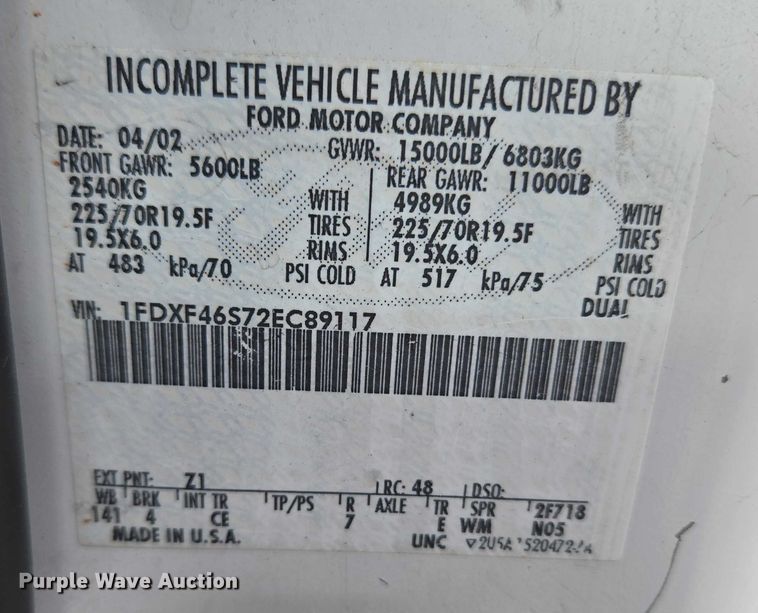 INCOMPLETE VEHICLE MANUFACTURED BY
FORD MOTOR COMPANY
DATE: 04/02 GVWR: 15000LB/ 6803KG
FRONT GAWR: 5600LB REAR GAWR: 11000LB
2540KG WITH 4989KG WITH
225/70R19.5F TIRES 225/70R19.5F TIRES
19.5X6.0 RIMS 19.5X6.0 RIMS
AT 483 kPa/70 PSI COLD AT 517 kPa/75 PSI COLD
DUAL
VIN: 1FDXF46S72EC89117
EXT PNT: Z1 RC: 48 DSO:
WB BRK INT TR TP/PS R AXLE TR SPR 2F718
141 4 CE 7 E WM N05
MADE IN U.S.A. UNC
Purple Wave Auction